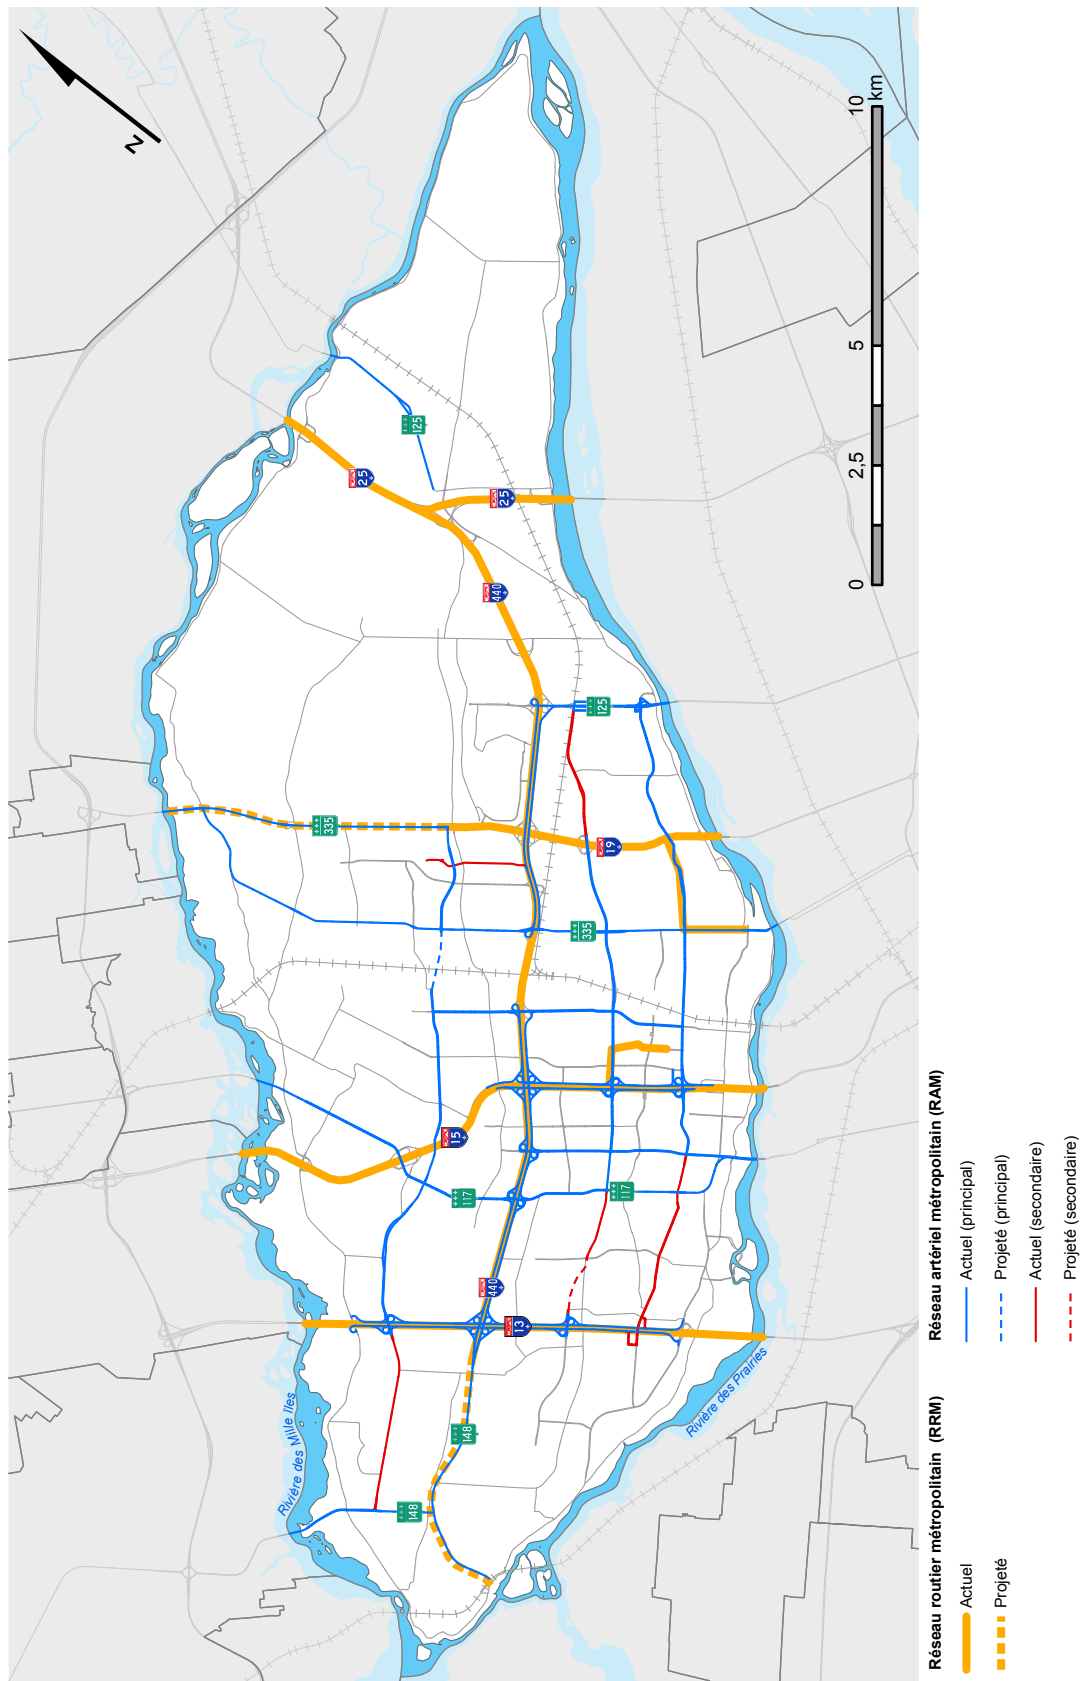 N
Rivière des Mille îles
Rivière des Prairies
25
125
25
440
125
335
19
335
15
117
117
440
13
148
148
0
2,5
5
10
km
Réseau routier métropolitain (RRM)
Actuel
Projeté
Réseau artériel métropolitain (RAM)
Actuel (principal)
Projeté (principal)
Actuel (secondaire)
Projeté (secondaire)